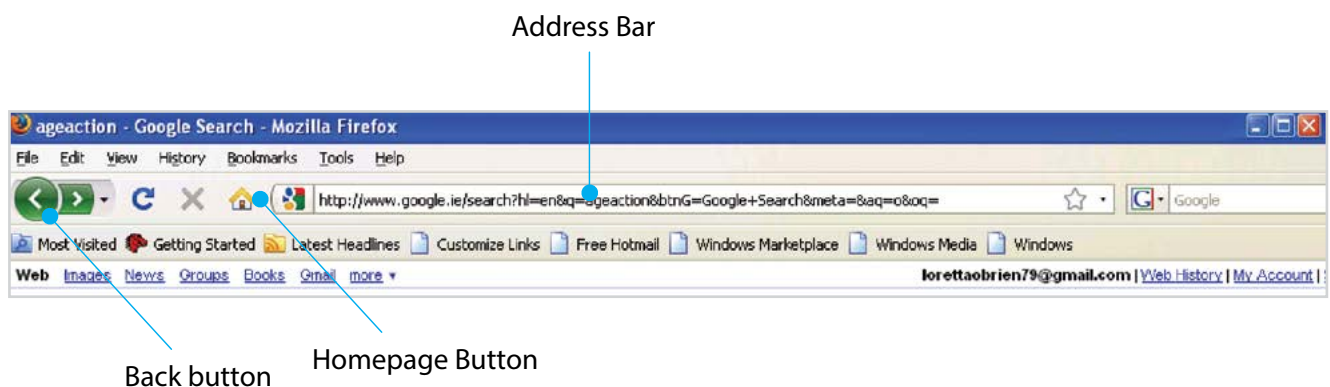 Address Bar
ageaction - Google Search - Mozilla Firefox
File Edit View History Bookmarks Tools Help
http://www.google.ie/search?hl=en&q=ageaction&btnG=Google+Search&meta=&aq=o&oq= G Google
Most Visited Getting Started Latest Headlines Customize Links Free Hotmail Windows Marketplace Windows Media Windows
Web Images News Groups Books Gmail more lorettaobrien79@gmail.com | Web History | My Account |
Homepage Button
Back button